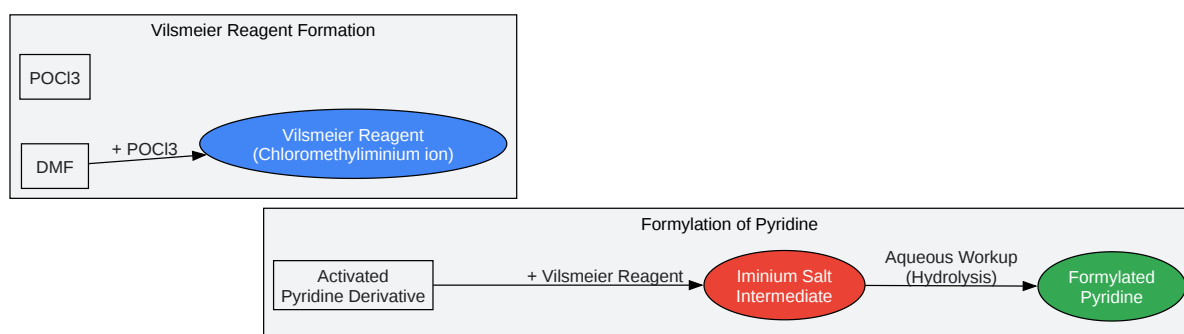 Vilsmeier Reagent Formation
POCl3
DMF
+ POCl3
Vilsmeier Reagent
(Chloromethyliminium ion)
Formylation of Pyridine
Activated
Pyridine Derivative
+ Vilsmeier Reagent
Iminium Salt
Intermediate
Aqueous Workup
(Hydrolysis)
Formylated
Pyridine